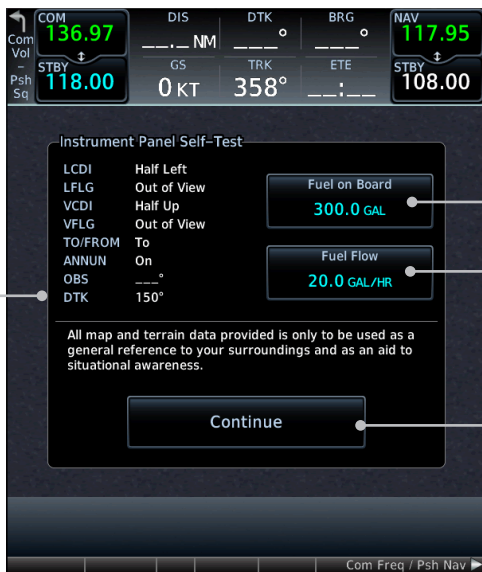 COM
136.97
STBY
118.00
Com
Vol
–
Psh
Sq
DIS
__._ NM
DTK
___°
BRG
___°
GS
0 KT
TRK
358°
ETE
__:__
NAV
117.95
STBY
108.00
Instrument Panel Self-Test
LCDI Half Left
LFLG Out of View
VCDI Half Up
VFLG Out of View
TO/FROM To
ANNUN On
OBS ___°
DTK 150°
Fuel on Board
300.0 GAL
Fuel Flow
20.0 GAL/HR
All map and terrain data provided is only to be used as a
general reference to your surroundings and as an aid to
situational awareness.
Continue
Com Freq / Psh Nav